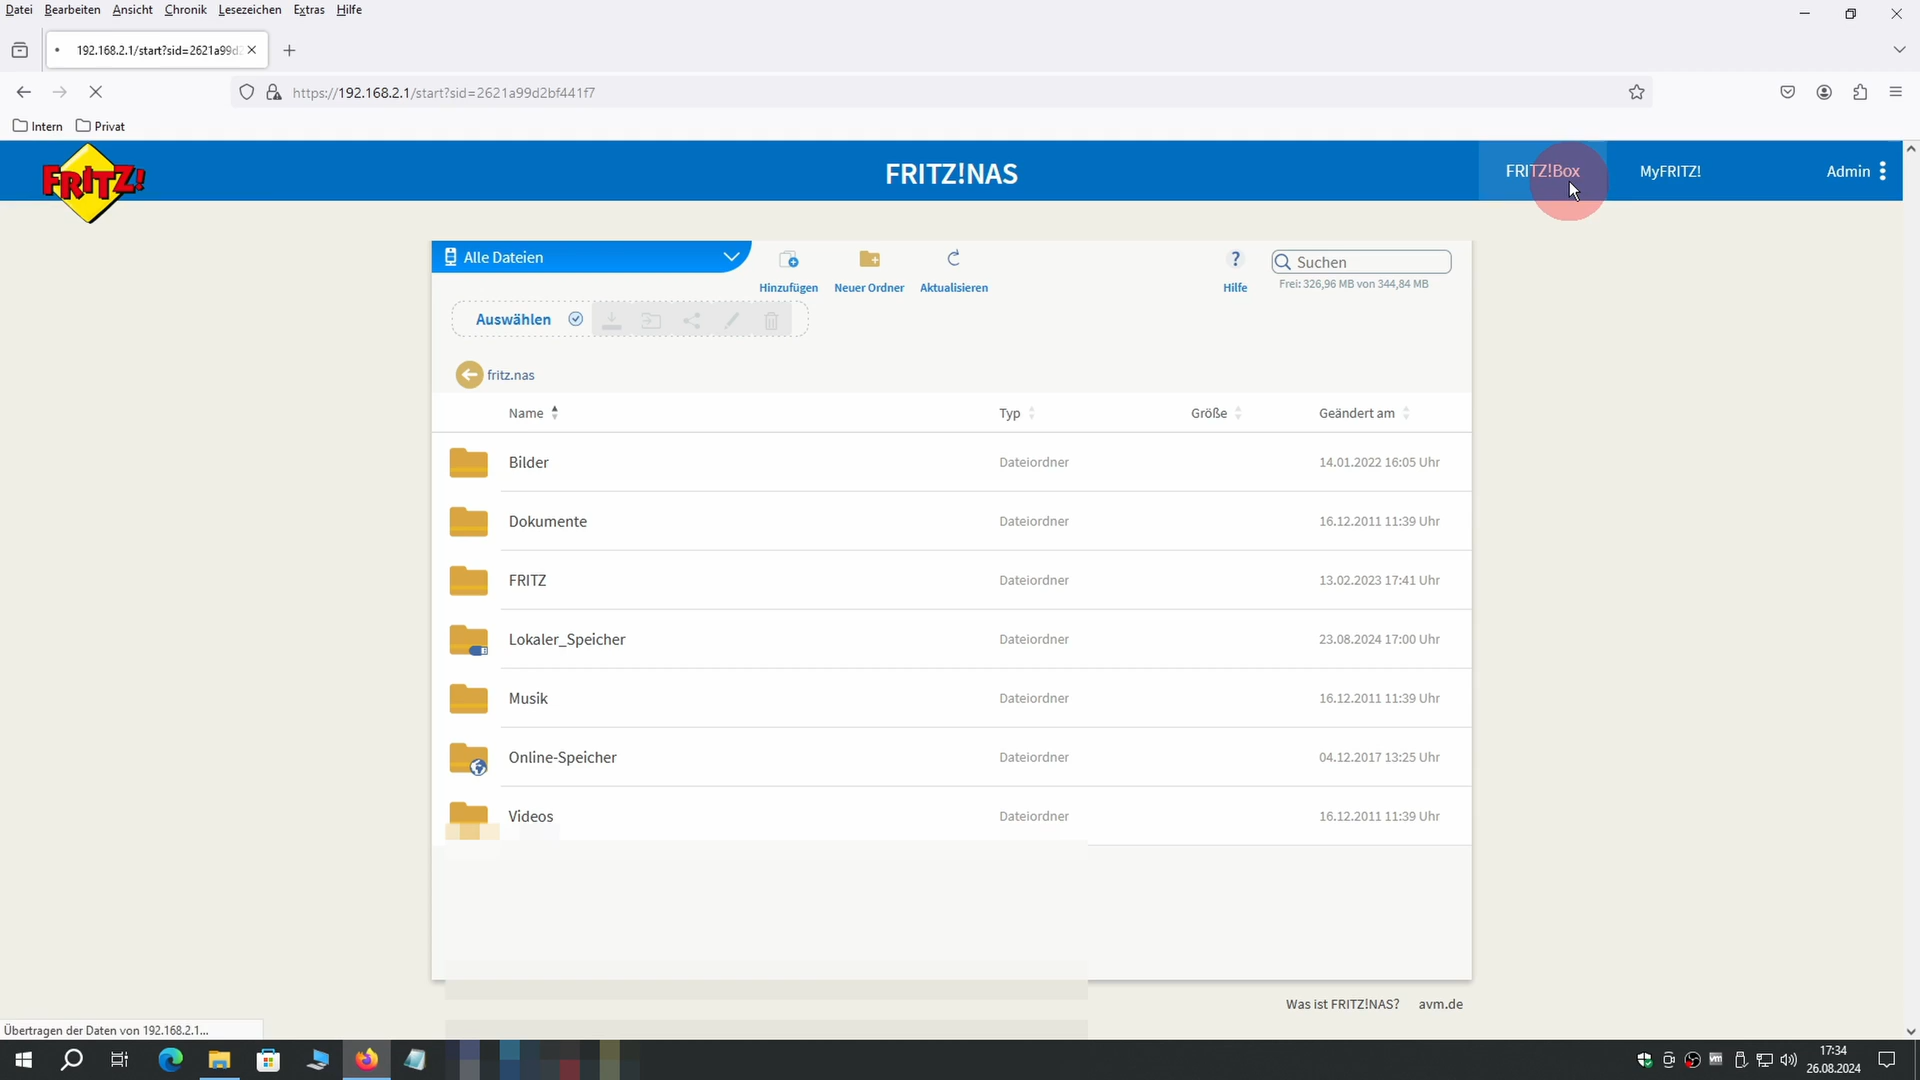 Datei Bearbeiten Ansicht Chronik Lesezeichen Extras Hilfe
192.168.2.1/start?sid=2621a99d2
https://192.168.2.1/start?sid=2621a99d2bf441f7
Intern Privat
FRITZ!
FRITZ!NAS
FRITZ!Box MyFRITZ! Admin
Alle Dateien
Hinzufügen Neuer Ordner Aktualisieren
Hilfe
Suchen
Frei: 326,96 MB von 344,84 MB
Auswählen
fritz.nas
Name Typ Größe Geändert am
Bilder Dateiordner 14.01.2022 16:05 Uhr
Dokumente Dateiordner 16.12.2011 11:39 Uhr
FRITZ Dateiordner 13.02.2023 17:41 Uhr
Lokaler_Speicher Dateiordner 23.08.2024 17:00 Uhr
Musik Dateiordner 16.12.2011 11:39 Uhr
Online-Speicher Dateiordner 04.12.2017 13:25 Uhr
Videos Dateiordner 16.12.2011 11:39 Uhr
Was ist FRITZ!NAS? avm.de
Übertragen der Daten von 192.168.2.1...
17:34
26.08.2024